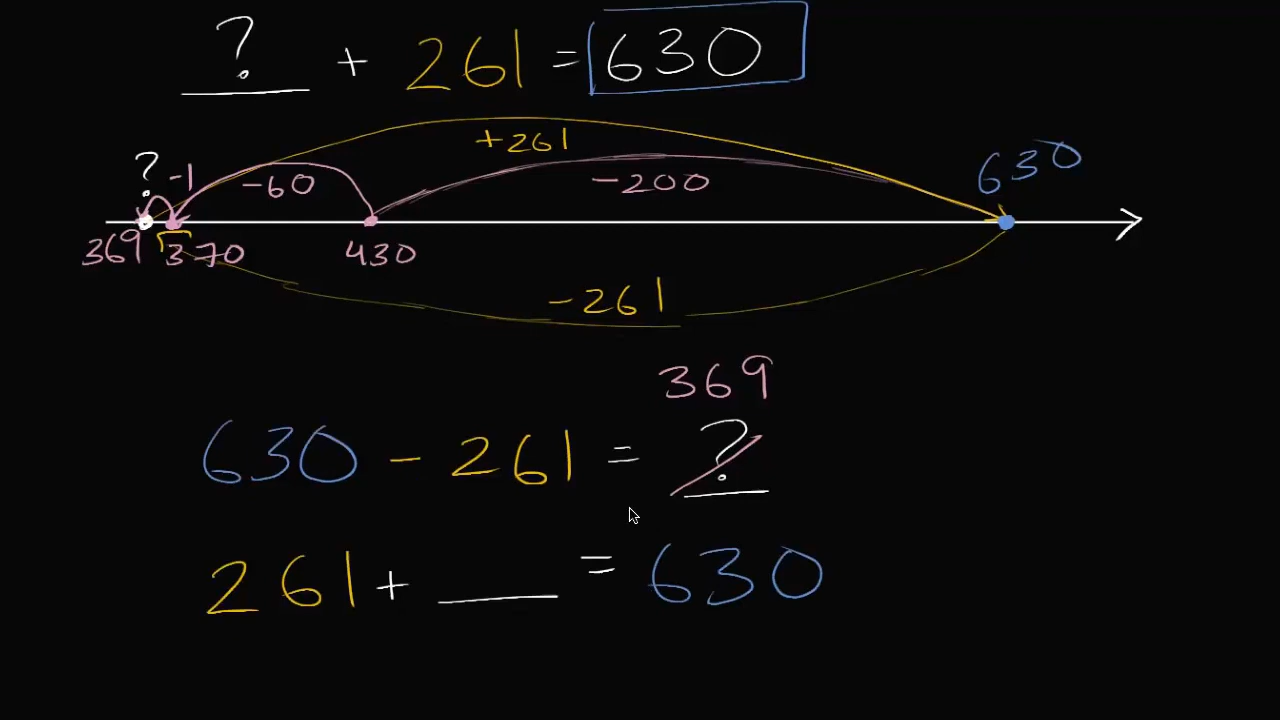 ? + 261 = 630
+261
630
? -1 -60 -200
369 370 430
-261
369
630 - 261 = ?
261 + ___ = 630